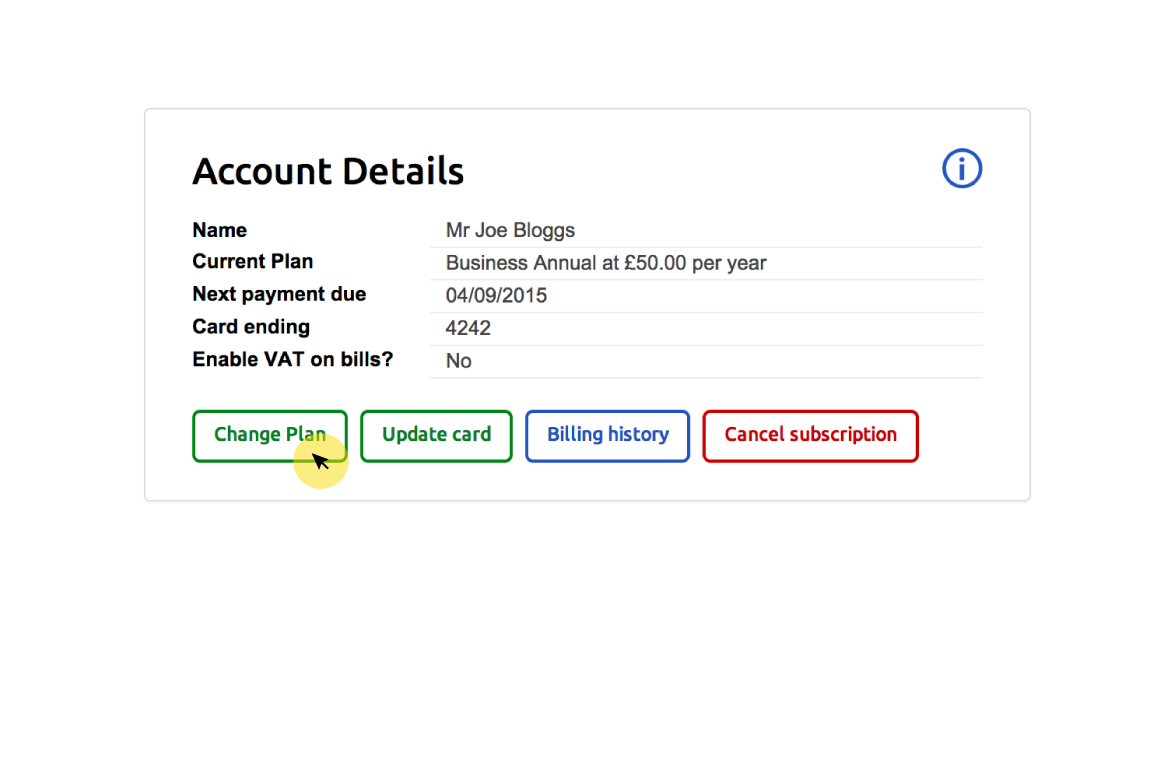 Account Details
Name Mr Joe Bloggs
Current Plan Business Annual at £50.00 per year
Next payment due 04/09/2015
Card ending 4242
Enable VAT on bills? No
Change Plan Update card Billing history Cancel subscription